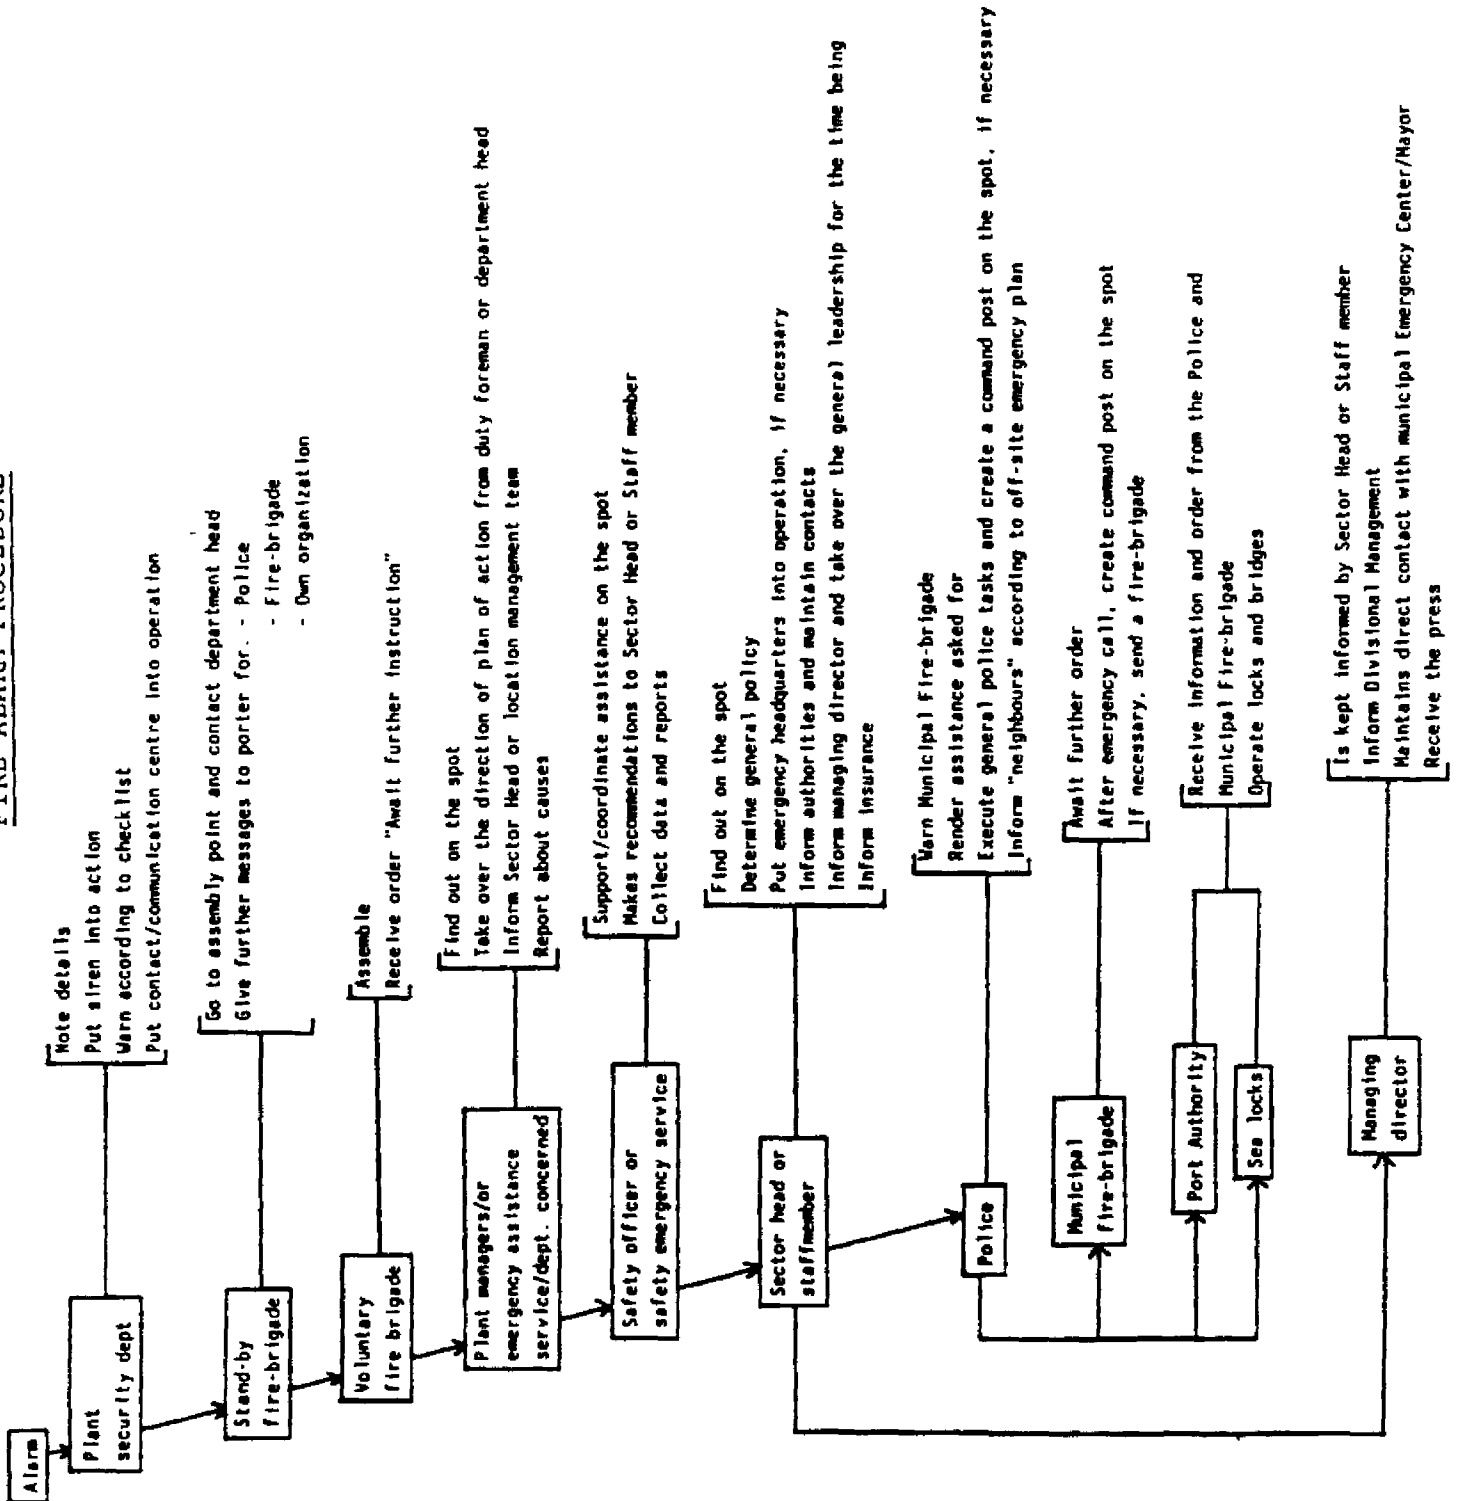 FIRE ALARM PROCEDURE
Alarm
Plant
security dept
Note details
Put siren into action
Warn according to checklist
Put contact/communication centre into operation
Stand-by
fire-brigade
Go to assembly point and contact department head
Give further messages to porter for. - Police
- Fire-brigade
- Own organization
Voluntary
fire brigade
Assemble
Receive order "Await further instruction"
Plant managers/or
emergency assistance
service/dept. concerned
Find out on the spot
Take over the direction of plan of action from duty foreman or department head
Inform Sector Head or location management team
Report about causes
Safety officer or
safety emergency service
Support/coordinate assistance on the spot
Makes recommendations to Sector Head or Staff member
Collect data and reports
Sector head or
staffmember
Find out on the spot
Determine general policy
Put emergency headquarters into operation, if necessary
Inform authorities and maintain contacts
Inform managing director and take over the general leadership for the time being
Inform insurance
Police
Warn Municipal Fire-brigade
Render assistance asked for
Execute general police tasks and create a command post on the spot, if necessary
Inform "neighbours" according to off-site emergency plan
Municipal
fire-brigade
Await further order
After emergency call, create command post on the spot
If necessary, send a fire-brigade
Port Authority
Sea locks
Receive information and order from the Police and
Municipal Fire-brigade
Operate locks and bridges
Managing
director
Is kept informed by Sector Head or Staff member
Inform Divisional Management
Maintains direct contact with municipal Emergency Center/Mayor
Receive the press